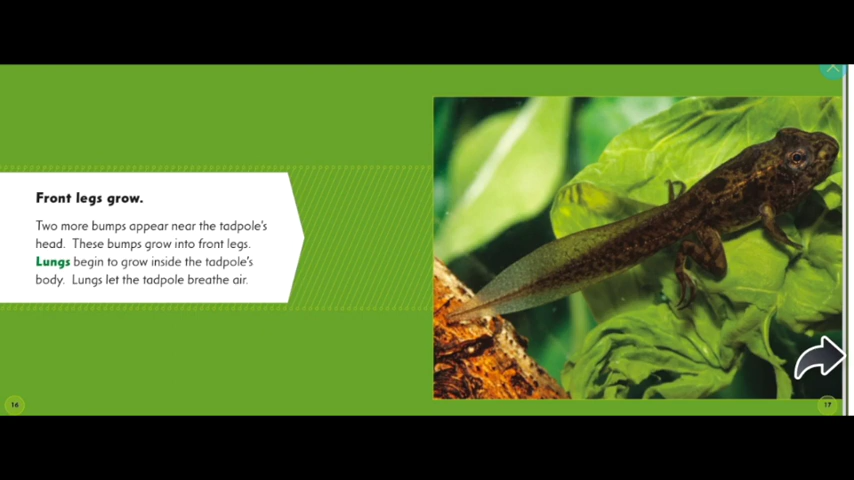 Front legs grow.
Two more bumps appear near the tadpole's
head. These bumps grow into front legs.
Lungs begin to grow inside the tadpole's
body. Lungs let the tadpole breathe air.
16
17